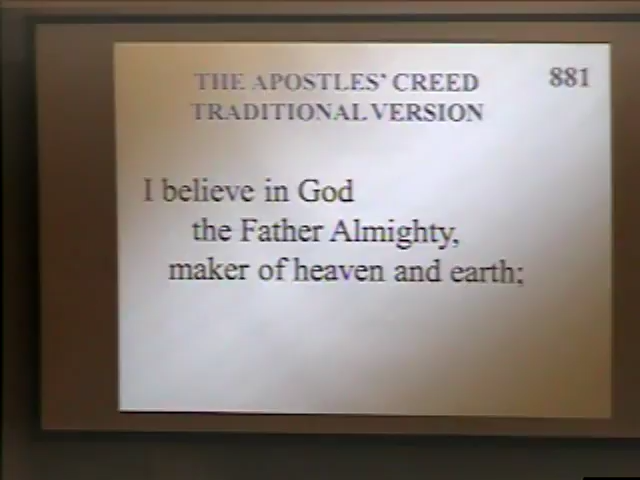 THE APOSTLES' CREED 881
TRADITIONAL VERSION
I believe in God
the Father Almighty,
maker of heaven and earth;